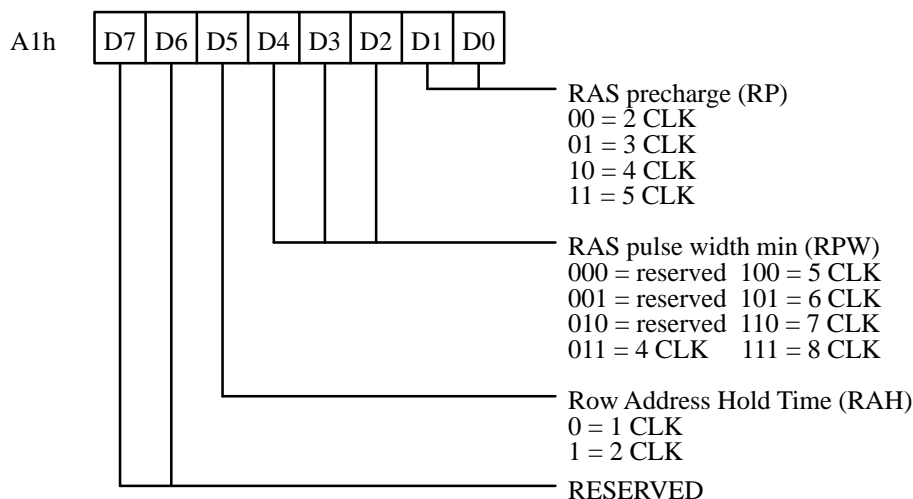 A1h D7 D6 D5 D4 D3 D2 D1 D0
RAS precharge (RP)
00 = 2 CLK
01 = 3 CLK
10 = 4 CLK
11 = 5 CLK
RAS pulse width min (RPW)
000 = reserved 100 = 5 CLK
001 = reserved 101 = 6 CLK
010 = reserved 110 = 7 CLK
011 = 4 CLK 111 = 8 CLK
Row Address Hold Time (RAH)
0 = 1 CLK
1 = 2 CLK
RESERVED